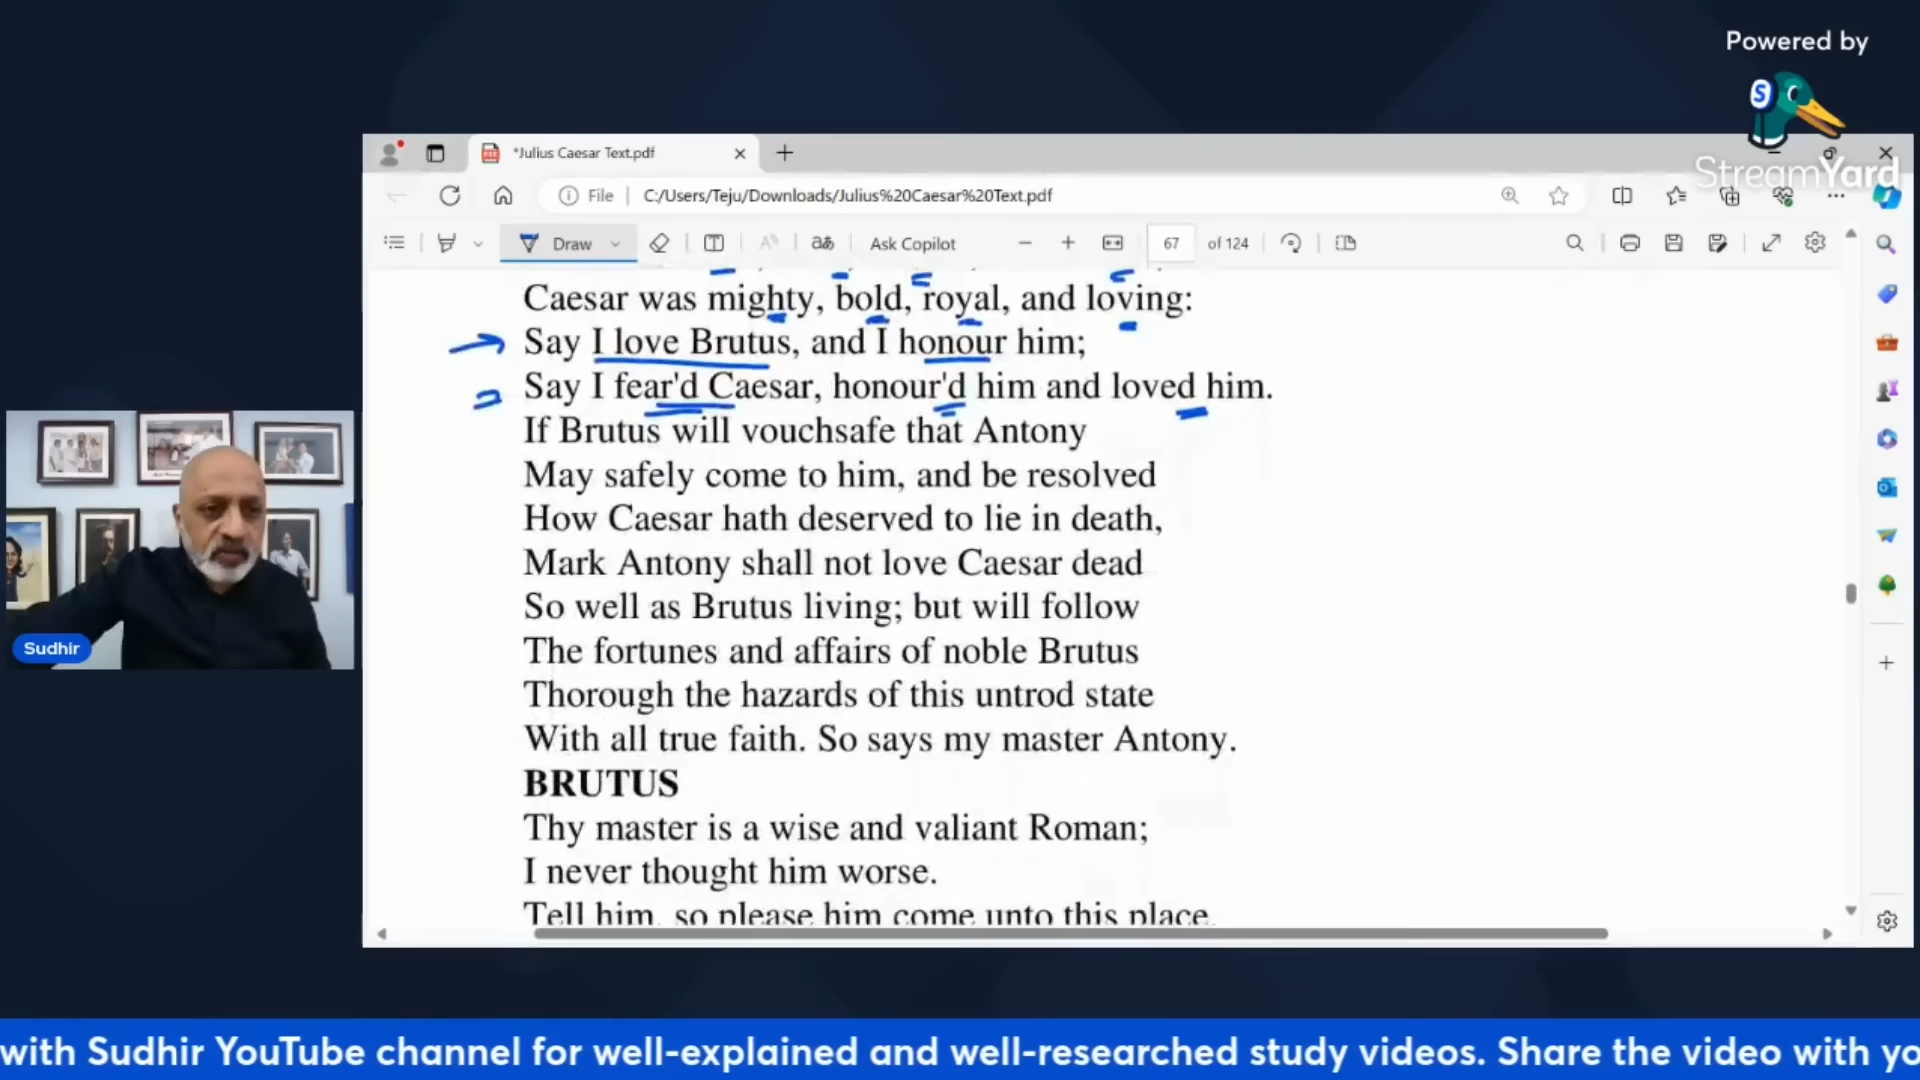 Powered by
S
StreamYard
*Julius Caesar Text.pdf
File
C:/Users/Teju/Downloads/Julius%20Caesar%20Text.pdf
Draw
aあ
Ask Copilot
67
of 124
Caesar was mighty, bold, royal, and loving:
Say I love Brutus, and I honour him;
Say I fear'd Caesar, honour'd him and loved him.
If Brutus will vouchsafe that Antony
May safely come to him, and be resolved
How Caesar hath deserved to lie in death,
Mark Antony shall not love Caesar dead
So well as Brutus living; but will follow
The fortunes and affairs of noble Brutus
Thorough the hazards of this untrod state
With all true faith. So says my master Antony.
BRUTUS
Thy master is a wise and valiant Roman;
I never thought him worse.
Tell him, so please him come unto this place,
Sudhir
with Sudhir YouTube channel for well-explained and well-researched study videos. Share the video with yo